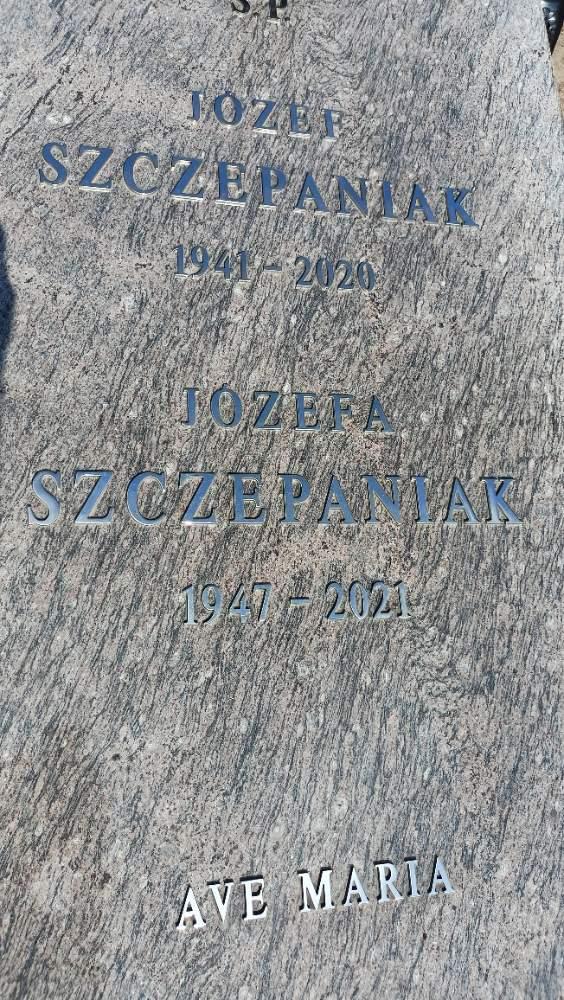 Ś.P.
JÓZEF
SZCZEPANIAK
1941 - 2020
JÓZEFA
SZCZEPANIAK
1947 - 2021
AVE MARIA